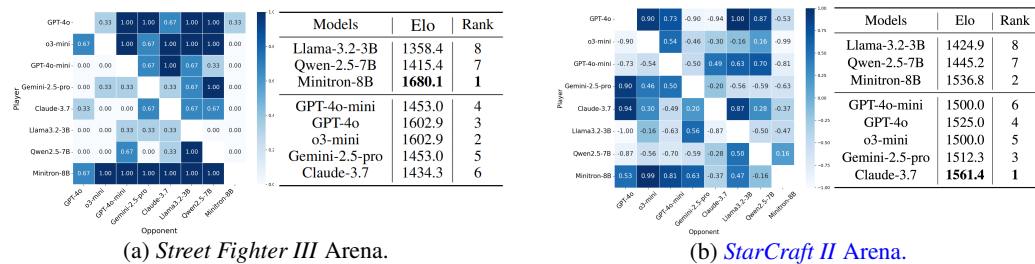 GPT-4o 0.33 1.00 1.00 0.67 1.00 1.00 0.33
o3-mini 0.67 1.00 0.67 1.00 1.00 1.00 0.00
GPT-4o-mini 0.00 0.00 0.67 1.00 0.67 0.33 0.00
Gemini-2.5-pro 0.00 0.33 0.33 0.33 0.67 1.00 0.00
Claude-3.7 0.33 0.00 0.00 0.67 0.67 0.67 0.00
Llama3.2-3B 0.00 0.00 0.33 0.33 0.33 0.00 0.00
Qwen2.5-7B 0.00 0.00 0.67 0.00 0.33 1.00 0.00
Minitron-8B 0.67 1.00 1.00 1.00 1.00 1.00 1.00
GPT-4o o3-mini GPT-4o-mini Gemini-2.5-pro Claude-3.7 Llama3.2-3B Qwen2.5-7B Minitron-8B
Player
Opponent
1.0
0.8
0.6
0.4
0.2
0.0
Models Elo Rank
Llama-3.2-3B 1358.4 8
Qwen-2.5-7B 1415.4 7
Minitron-8B 1680.1 1
GPT-4o-mini 1453.0 4
GPT-4o 1602.9 3
o3-mini 1602.9 2
Gemini-2.5-pro 1453.0 5
Claude-3.7 1434.3 6
(a) Street Fighter III Arena.
GPT-4o 0.90 0.73 -0.90 -0.94 1.00 0.87 -0.53
o3-mini -0.90 0.54 -0.46 -0.30 -0.16 0.16 -0.99
GPT-4o-mini -0.73 -0.54 -0.50 0.49 0.63 0.70 -0.81
Gemini-2.5-pro 0.90 0.46 0.50 -0.20 -0.56 -0.59 -0.63
Claude-3.7 0.94 0.30 -0.49 0.20 0.87 0.28 -0.37
Llama3.2-3B -1.00 -0.16 -0.63 0.56 -0.87 -0.50 -0.47
Qwen2.5-7B -0.87 -0.56 -0.70 -0.59 -0.28 0.50 0.16
Minitron-8B 0.53 0.99 0.81 0.63 0.37 0.47 -0.16
GPT-4o o3-mini GPT-4o-mini Gemini-2.5-pro Claude-3.7 Llama3.2-3B Qwen2.5-7B Minitron-8B
Player
Opponent
1.00
0.75
0.50
0.25
0.00
-0.25
-0.50
-0.75
-1.00
Models Elo Rank
Llama-3.2-3B 1424.9 8
Qwen-2.5-7B 1445.2 7
Minitron-8B 1536.8 2
GPT-4o-mini 1500.0 6
GPT-4o 1525.0 4
o3-mini 1500.0 5
Gemini-2.5-pro 1512.3 3
Claude-3.7 1561.4 1
(b) StarCraft II Arena.